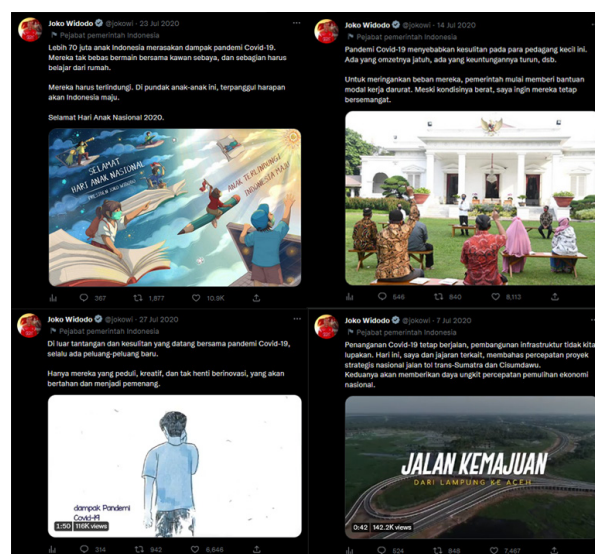 Joko Widodo @jokowi · 23 Jul 2020
Pejabat pemerintah Indonesia
Lebih 70 juta anak Indonesia merasakan dampak pandemi Covid-19.
Mereka tak bebas bermain bersama kawan sebaya, dan sebagian harus
belajar dari rumah.
Mereka harus terlindungi. Di pundak anak-anak ini, terpanggul harapan
akan Indonesia maju.
Selamat Hari Anak Nasional 2020.
SELAMAT
HARI ANAK NASIONAL
PRESIDEN JOKO WIDODO
ANAK TERLINDUNGI
INDONESIA MAJU
367 1,877 10.9K
Joko Widodo @jokowi · 14 Jul 2020
Pejabat pemerintah Indonesia
Pandemi Covid-19 menyebabkan kesulitan pada para pedagang kecil ini.
Ada yang omzetnya jatuh, ada yang keuntungannya turun, dsb.
Untuk meringankan beban mereka, pemerintah mulai memberi bantuan
modal kerja darurat. Meski kondisinya berat, saya ingin mereka tetap
bersemangat.
546 940 9,113
Joko Widodo @jokowi · 27 Jul 2020
Pejabat pemerintah Indonesia
Di luar tantangan dan kesulitan yang datang bersama pandemi Covid-19,
selalu ada peluang-peluang baru.
Hanya mereka yang peduli, kreatif, dan tak henti berinovasi, yang akan
bertahan dan menjadi pemenang.
dampak Pandemi
Covid-19
1:50 116K views
314 942 6,648
Joko Widodo @jokowi · 7 Jul 2020
Pejabat pemerintah Indonesia
Penanganan Covid-19 tetap berjalan, pembangunan infrastruktur tidak kita
lupakan. Hari ini, saya dan jajaran terkait, membahas percepatan proyek
strategis nasional jalan tol trans-Sumatra dan Cisumdawu.
Keduanya akan memberikan daya ungkit percepatan pemulihan ekonomi
nasional.
JALAN KEMAJUAN
DARI LAMPUNG KE ACEH
0:42 142.2K views
524 948 7,467